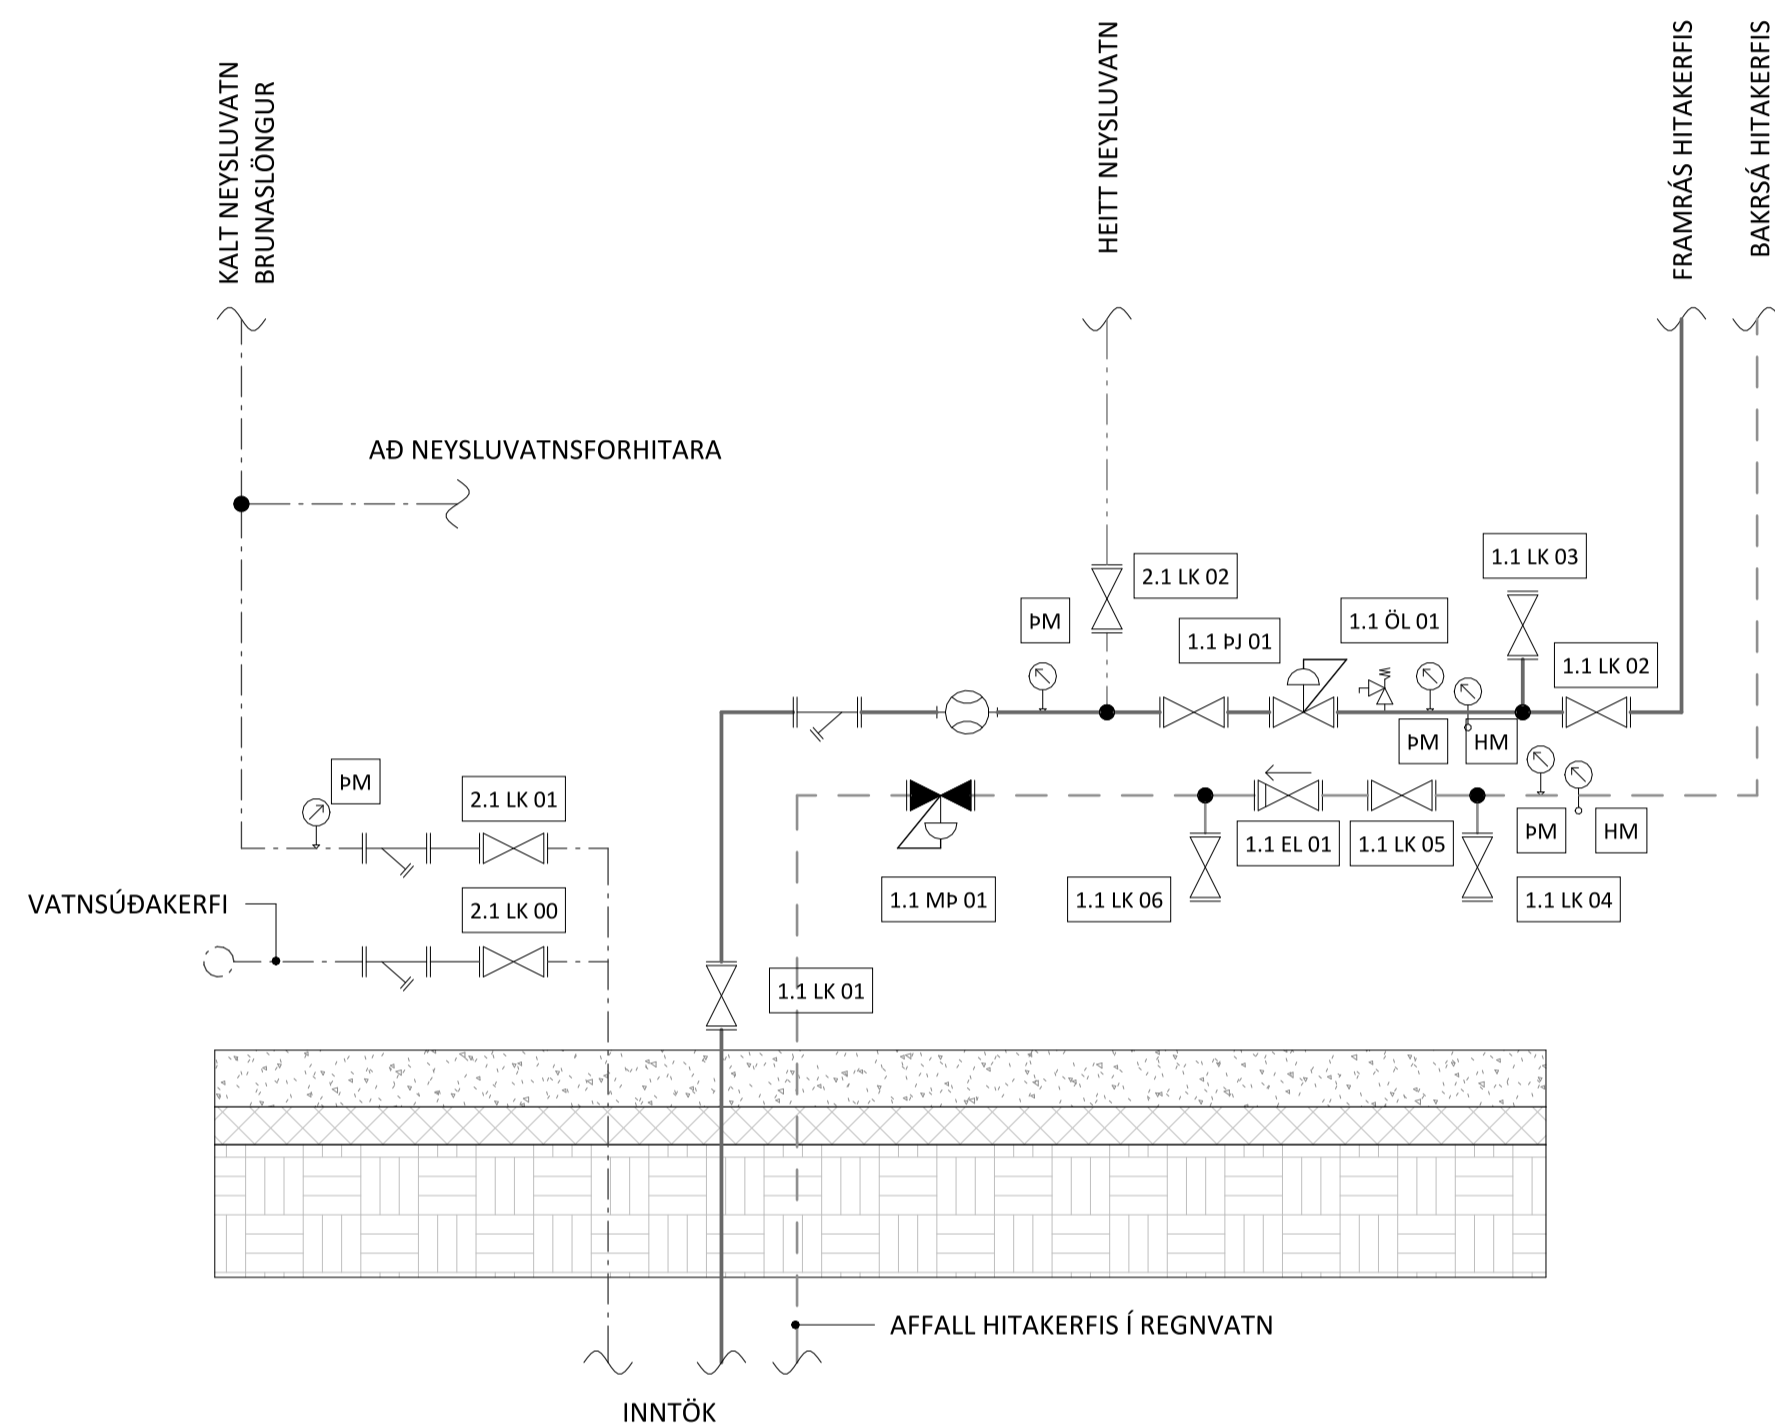 KALT NEYSLUVATN
BRUNASLÖNGUR
HEITT NEYSLUVATN
FRAMRÁS HITAKERFIS
BAKRSÁ HITAKERFIS
AÐ NEYSLUVATNSFORHITARA
1.1 LK 03
2.1 LK 02
ÞM
1.1 ÞJ 01
1.1 ÖL 01
1.1 LK 02
ÞM
HM
ÞM
2.1 LK 01
ÞM
HM
1.1 EL 01
1.1 LK 05
1.1 MÞ 01
1.1 LK 06
1.1 LK 04
VATNSÚÐAKERFI
2.1 LK 00
1.1 LK 01
AFFALL HITAKERFIS Í REGNVATN
INNTÖK